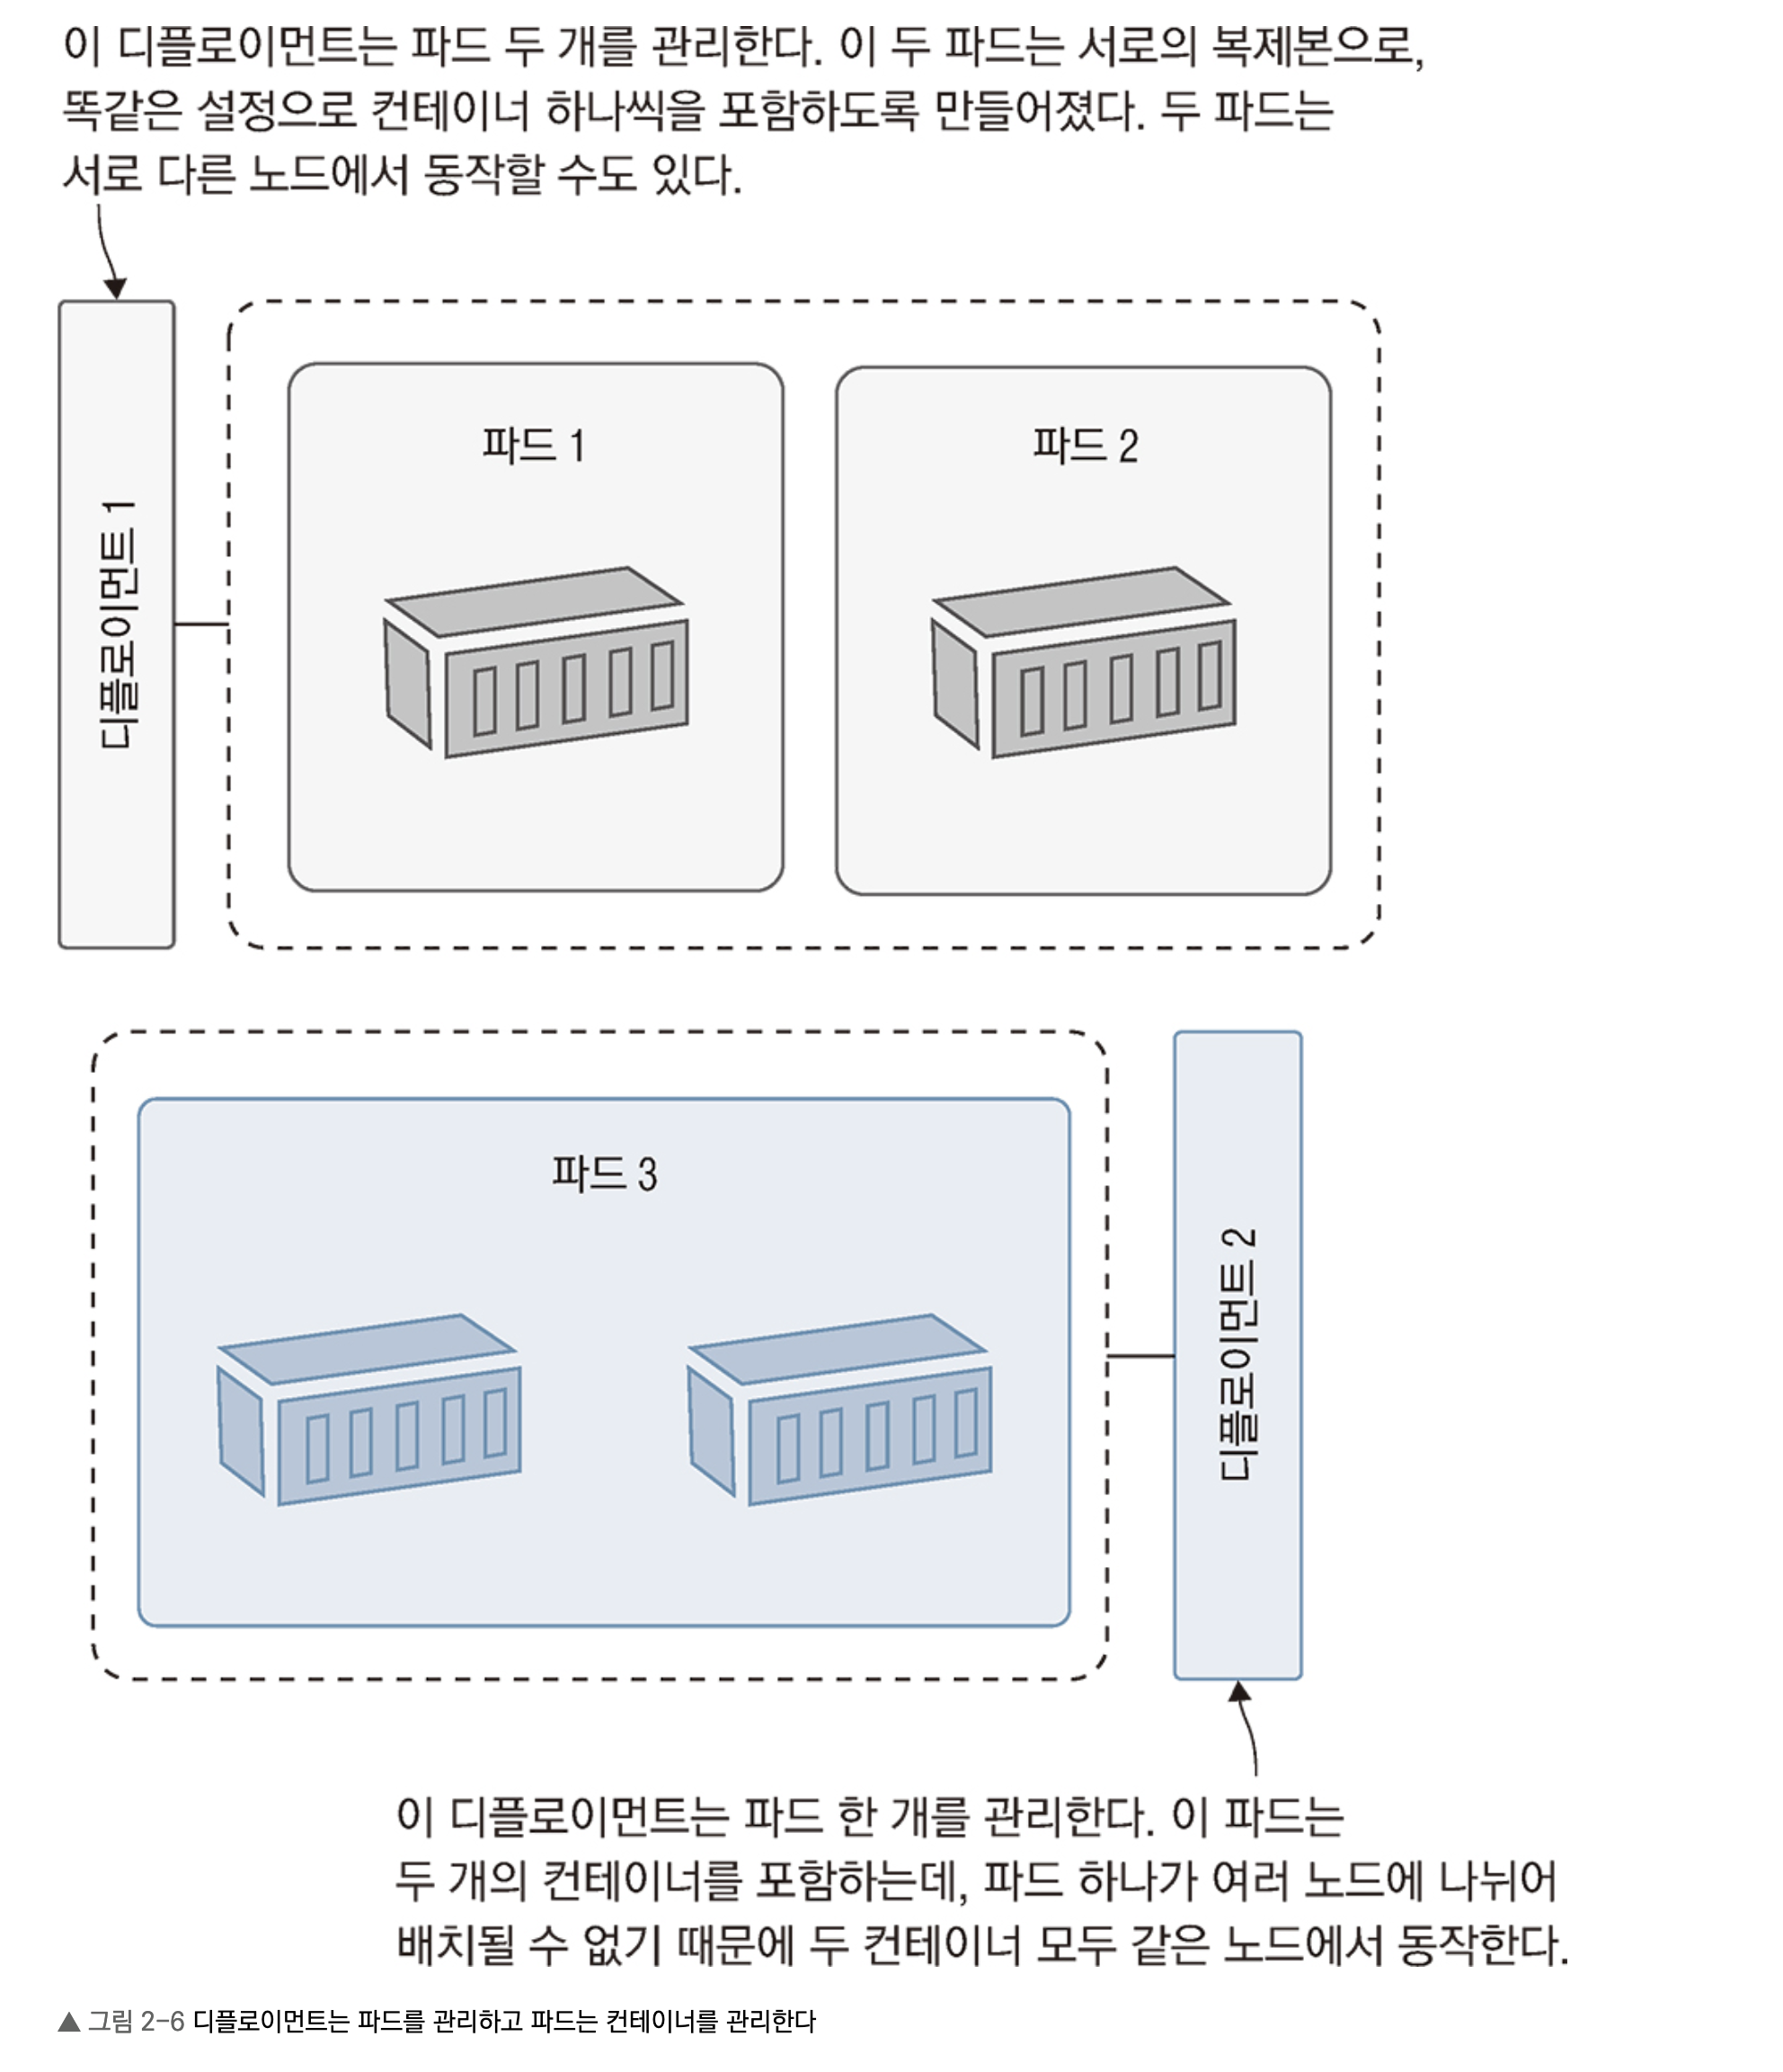 이 디플로이먼트는 파드 두 개를 관리한다. 이 두 파드는 서로의 복제본으로,
똑같은 설정으로 컨테이너 하나씩을 포함하도록 만들어졌다. 두 파드는
서로 다른 노드에서 동작할 수도 있다.
디플로이먼트 1
파드 1
파드 2
파드 3
디플로이먼트 2
이 디플로이먼트는 파드 한 개를 관리한다. 이 파드는
두 개의 컨테이너를 포함하는데, 파드 하나가 여러 노드에 나뉘어
배치될 수 없기 때문에 두 컨테이너 모두 같은 노드에서 동작한다.
▲ 그림 2-6 디플로이먼트는 파드를 관리하고 파드는 컨테이너를 관리한다